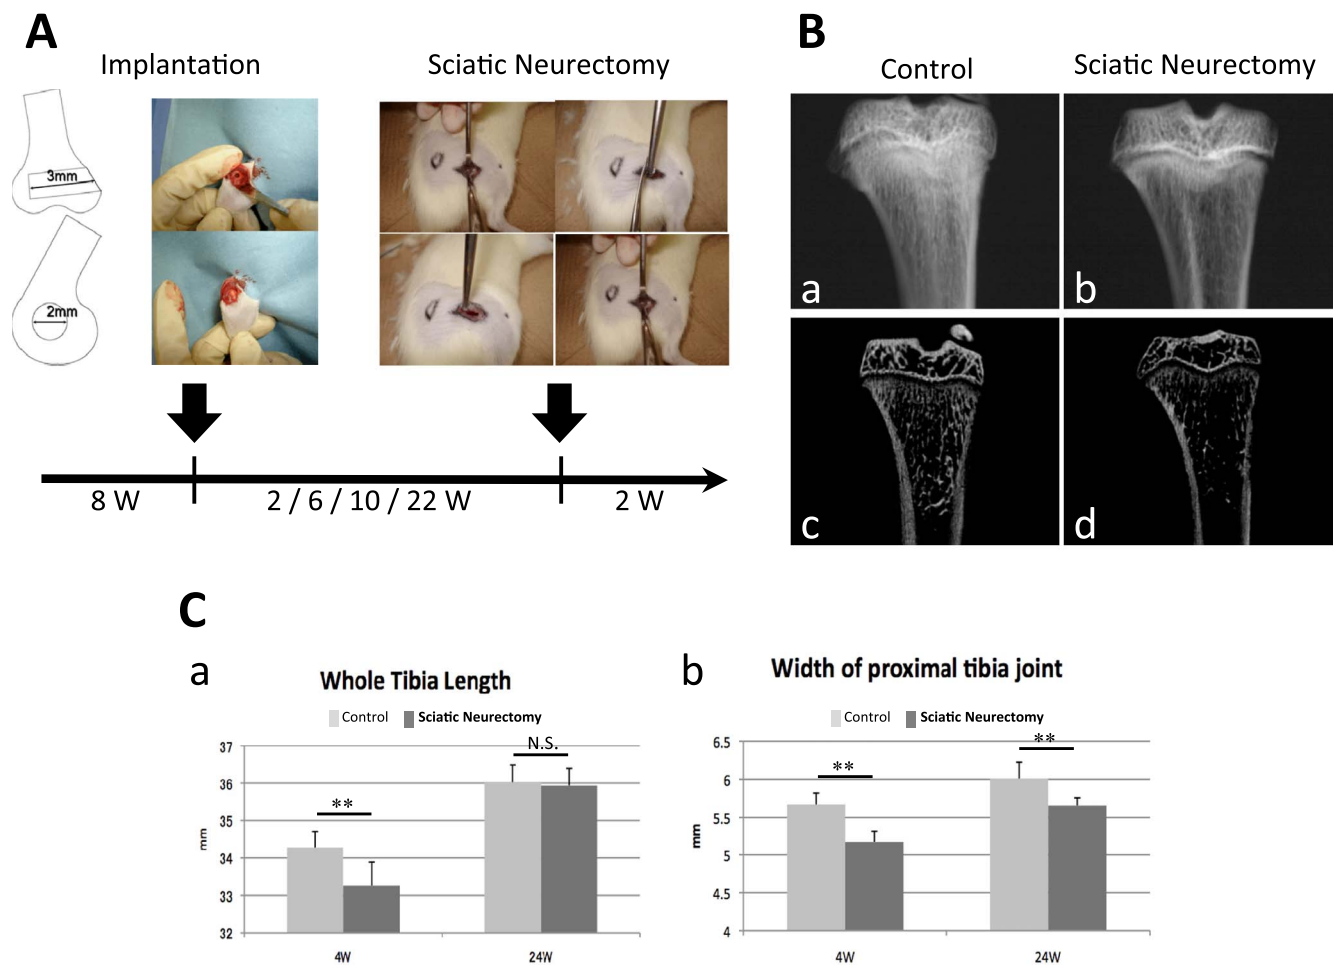 A
Implantation
Sciatic Neurectomy
3mm
2mm
8 W
2 / 6 / 10 / 22 W
2 W
B
Control
Sciatic Neurectomy
a
b
c
d
C
a
Whole Tibia Length
Control
Sciatic Neurectomy
37
36
35
34
33
32
mm
**
N.S.
4W
24W
b
Width of proximal tibia joint
Control
Sciatic Neurectomy
6.5
6
5.5
5
4.5
4
mm
**
**
4W
24W